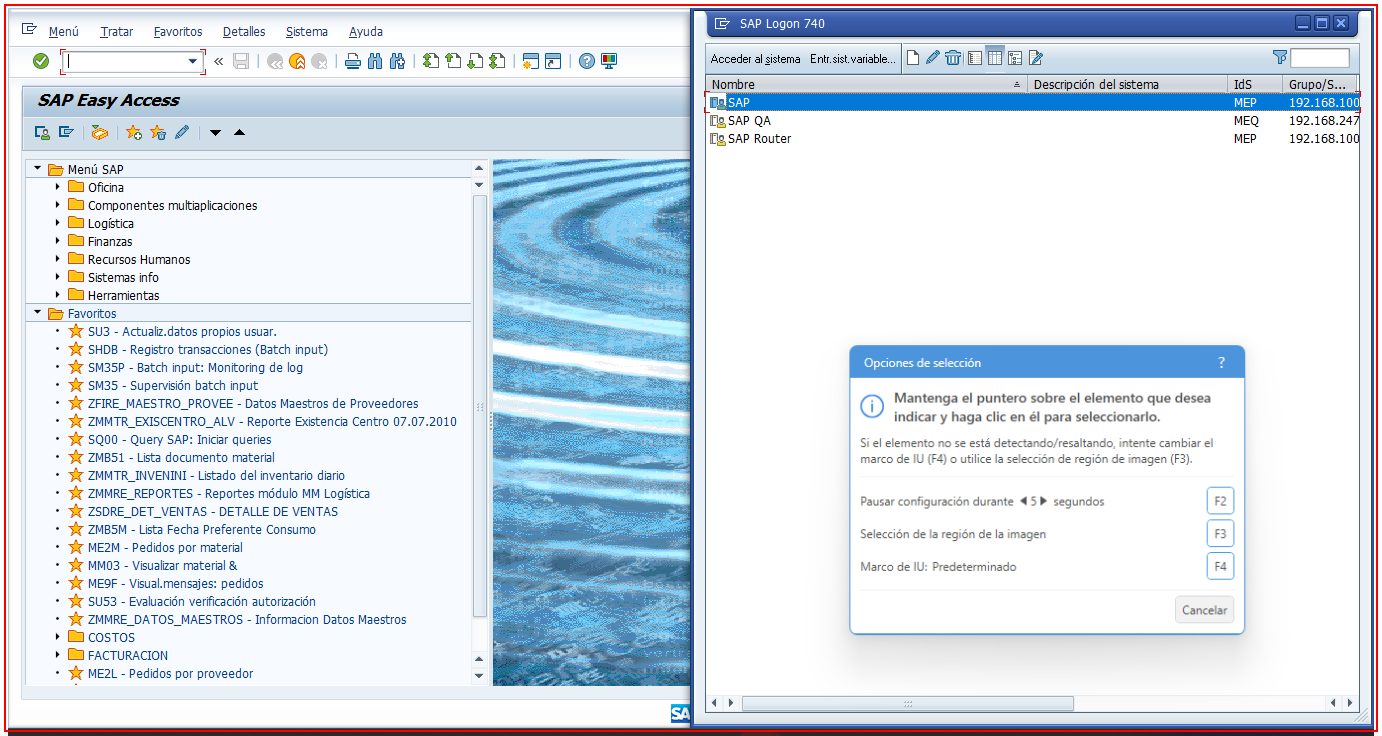 Menú Tratar Favoritos Detalles Sistema Ayuda
SAP Easy Access
Menú SAP
Oficina
Componentes multiaplicaciones
Logística
Finanzas
Recursos Humanos
Sistemas info
Herramientas
Favoritos
SU3 - Actualiz.datos propios usuar.
SHDB - Registro transacciones (Batch input)
SM35P - Batch input: Monitoring de log
SM35 - Supervisión batch input
ZFIRE_MAESTRO_PROVEE - Datos Maestros de Proveedores
ZMMTR_EXISCENTRO_ALV - Reporte Existencia Centro 07.07.2010
SQ00 - Query SAP: Iniciar queries
ZMB51 - Lista documento material
ZMMTR_INVENINI - Listado del inventario diario
ZMMRE_REPORTES - Reportes módulo MM Logística
ZSDRE_DET_VENTAS - DETALLE DE VENTAS
ZMB5M - Lista Fecha Preferente Consumo
ME2M - Pedidos por material
MM03 - Visualizar material &
ME9F - Visual.mensajes: pedidos
SU53 - Evaluación verificación autorización
ZMMRE_DATOS_MAESTROS - Informacion Datos Maestros
COSTOS
FACTURACION
ME2L - Pedidos por proveedor
SA
SAP Logon 740
Acceder al sistema Entr.sist.variable...
Nombre Descripción del sistema IdS Grupo/S...
SAP MEP 192.168.100
SAP QA MEQ 192.168.247
SAP Router MEP 192.168.100
Opciones de selección ?
Mantenga el puntero sobre el elemento que desea
indicar y haga clic en él para seleccionarlo.
Si el elemento no se está detectando/resaltando, intente cambiar el
marco de IU (F4) o utilice la selección de región de imagen (F3).
Pausar configuración durante 5 segundos F2
Selección de la región de la imagen F3
Marco de IU: Predeterminado F4
Cancelar